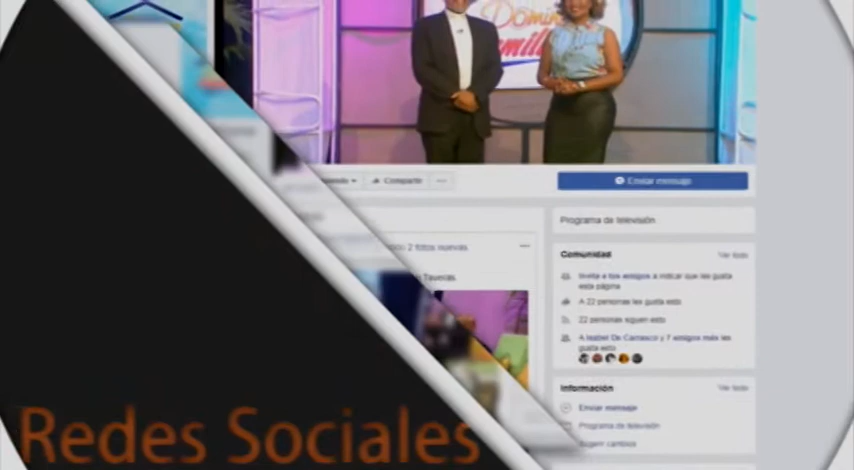 Domin
Famili
Compartir
Enviar mensaje
Programa de televisión
2 fotos nuevas
Taveras
Comunidad
Ver todo
Invita a tus amigos a indicar que les gusta
esta página
A 22 personas les gusta esto
22 personas siguen esto
A Isabel De Carrasco y 7 amigos más les
gusta esto
Información
Ver todo
Enviar mensaje
Programa de televisión
Sugerir cambios
Redes Sociales